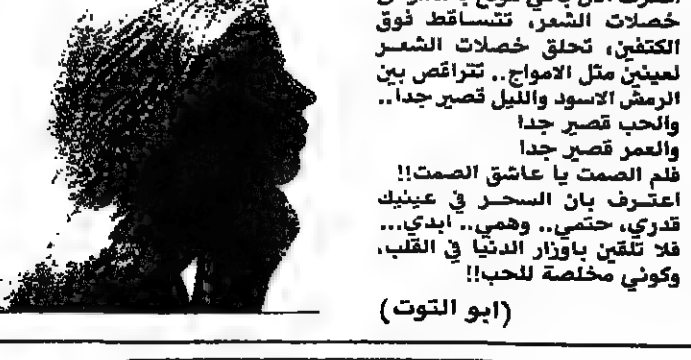 خصلات الشعر، تتساقط فوق
الكتفين، تحلق خصلات الشعر
لعينين مثل الامواج.. تتراقص بين
الرمش الاسود والليل قصير جدا..
والحب قصير جدا
والعمر قصير جدا
فلم الصمت يا عاشق الصمت!!
اعترف بان السحر في عينيك
قدري، حتمي.. وهمي.. ابدي...
فلا تلقين باوزار الدنيا في القلب،
وكوني مخلصة للحب!!
(ابو التوت)